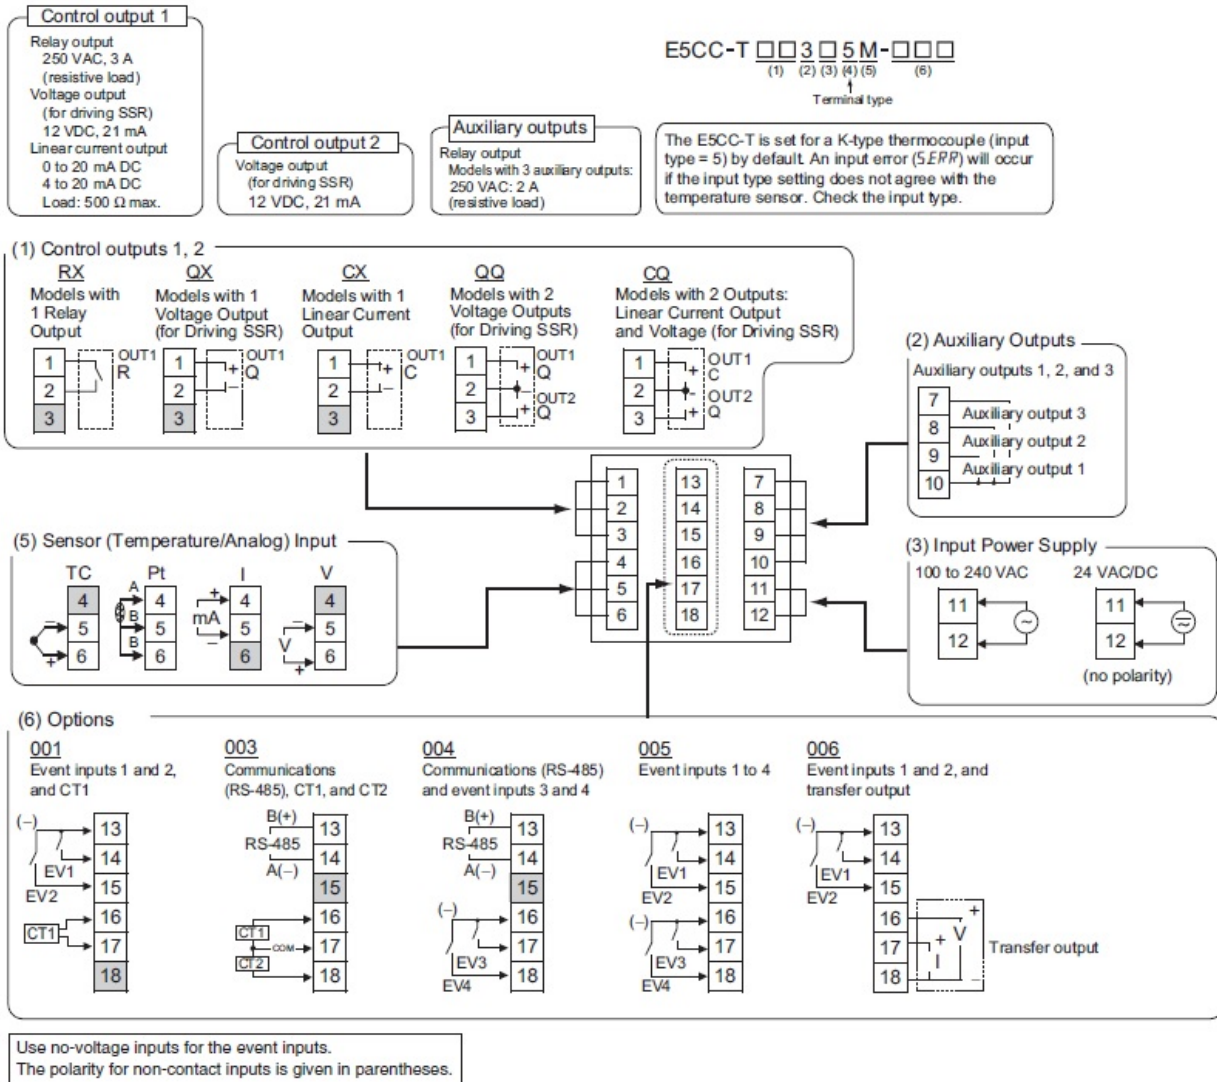 Control output 1
Relay output
250 VAC, 3 A
(resistive load)
Voltage output
(for driving SSR)
12 VDC, 21 mA
Linear current output
0 to 20 mA DC
4 to 20 mA DC
Load: 500 Ω max.
Control output 2
Voltage output
(for driving SSR)
12 VDC, 21 mA
Auxiliary outputs
Relay output
Models with 3 auxiliary outputs:
250 VAC: 2 A
(resistive load)
E5CC-T □□ 3 □ 5 M-□□□
(1) (2) (3) (4) (5) (6)
Terminal type
The E5CC-T is set for a K-type thermocouple (input
type = 5) by default. An input error (S.ERR) will occur
if the input type setting does not agree with the
temperature sensor. Check the input type.
(1) Control outputs 1, 2
RX
Models with
1 Relay
Output
1
2
3
OUT1
R
QX
Models with 1
Voltage Output
(for Driving SSR)
1
2
3
+
–
OUT1
Q
CX
Models with 1
Linear Current
Output
1
2
3
+
–
OUT1
C
QQ
Models with 2
Voltage Outputs
(for Driving SSR)
1
2
3
+
–
+
OUT1
Q
OUT2
Q
CQ
Models with 2 Outputs:
Linear Current Output
and Voltage (for Driving SSR)
1
2
3
+
-
+
OUT1
C
OUT2
Q
(2) Auxiliary Outputs
Auxiliary outputs 1, 2, and 3
7
8
9
10
Auxiliary output 3
Auxiliary output 2
Auxiliary output 1
1
2
3
4
5
6
13
14
15
16
17
18
7
8
9
10
11
12
(5) Sensor (Temperature/Analog) Input
TC
4
5
6
–
+
Pt
A
B
B
4
5
6
I
+
mA
–
4
5
6
V
–
V
+
4
5
6
(3) Input Power Supply
100 to 240 VAC
11
12
24 VAC/DC
11
12
(no polarity)
(6) Options
001
Event inputs 1 and 2,
and CT1
(–)
EV1
EV2
CT1
13
14
15
16
17
18
003
Communications
(RS-485), CT1, and CT2
B(+)
RS-485
A(–)
CT1
COM
CT2
13
14
15
16
17
18
004
Communications (RS-485)
and event inputs 3 and 4
B(+)
RS-485
A(–)
(–)
EV3
EV4
13
14
15
16
17
18
005
Event inputs 1 to 4
(–)
EV1
EV2
(–)
EV3
EV4
13
14
15
16
17
18
006
Event inputs 1 and 2, and
transfer output
(–)
EV1
EV2
13
14
15
16
17
18
+
V
+
I
–
Transfer output
Use no-voltage inputs for the event inputs.
The polarity for non-contact inputs is given in parentheses.